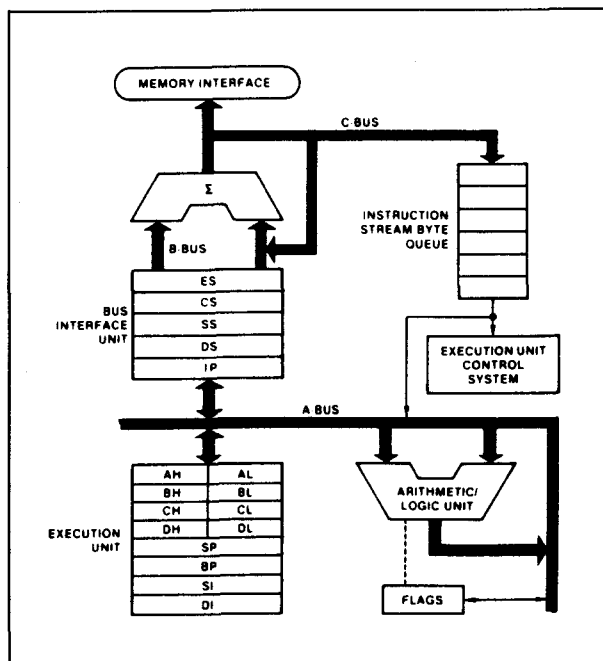 MEMORY INTERFACE
C-BUS
Σ
INSTRUCTION
STREAM BYTE
QUEUE
B-BUS
ES
CS
SS
DS
IP
BUS
INTERFACE
UNIT
EXECUTION UNIT
CONTROL
SYSTEM
A BUS
AH AL
BH BL
CH CL
DH DL
SP
BP
SI
DI
EXECUTION
UNIT
ARITHMETIC/
LOGIC UNIT
FLAGS